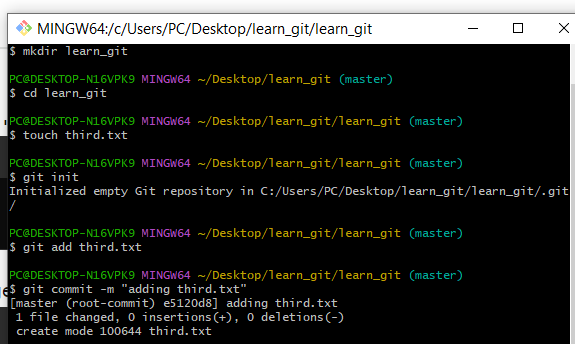 MINGW64:/c/Users/PC/Desktop/learn_git/learn_git
$ mkdir learn_git
PC@DESKTOP-N16VPK9 MINGW64 ~/Desktop/learn_git (master)
$ cd learn_git
PC@DESKTOP-N16VPK9 MINGW64 ~/Desktop/learn_git/learn_git (master)
$ touch third.txt
PC@DESKTOP-N16VPK9 MINGW64 ~/Desktop/learn_git/learn_git (master)
$ git init
Initialized empty Git repository in C:/Users/PC/Desktop/learn_git/learn_git/.git
/
PC@DESKTOP-N16VPK9 MINGW64 ~/Desktop/learn_git/learn_git (master)
$ git add third.txt
PC@DESKTOP-N16VPK9 MINGW64 ~/Desktop/learn_git/learn_git (master)
$ git commit -m "adding third.txt"
[master (root-commit) e5120d8] adding third.txt
 1 file changed, 0 insertions(+), 0 deletions(-)
 create mode 100644 third.txt